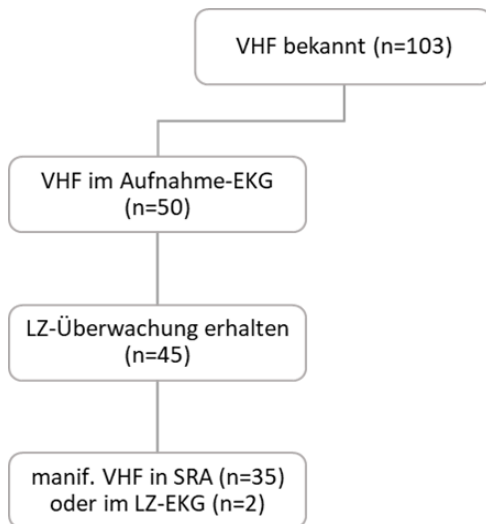 VHF bekannt (n=103)
VHF im Aufnahme-EKG
(n=50)
LZ-Überwachung erhalten
(n=45)
manif. VHF in SRA (n=35)
oder im LZ-EKG (n=2)